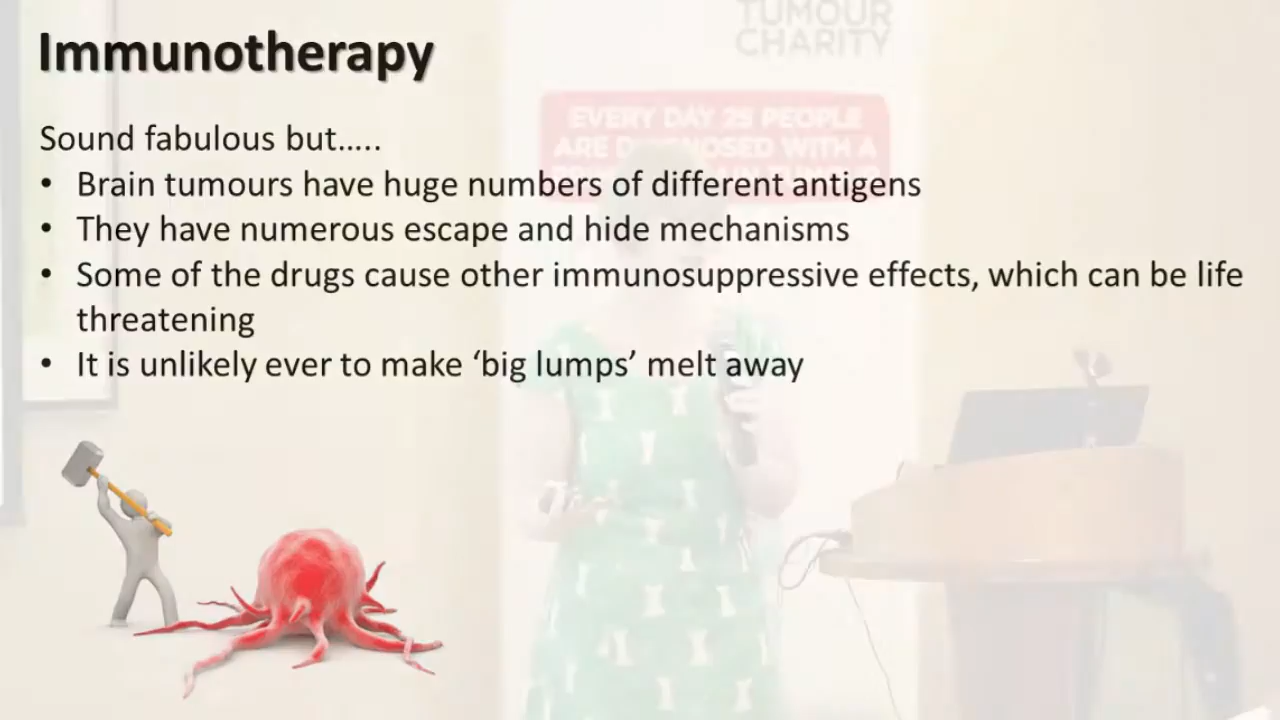 TUMOUR
CHARITY
Immunotherapy
EVERY DAY 25 PEOPLE
ARE DIAGNOSED WITH A
Sound fabulous but.....
• Brain tumours have huge numbers of different antigens
• They have numerous escape and hide mechanisms
• Some of the drugs cause other immunosuppressive effects, which can be life
threatening
• It is unlikely ever to make ‘big lumps’ melt away